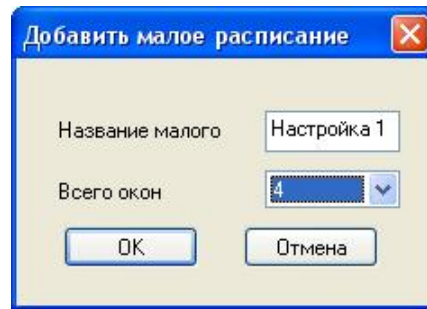 Добавить малое расписание
Название малого Настройка 1
Всего окон 4
OK Отмена